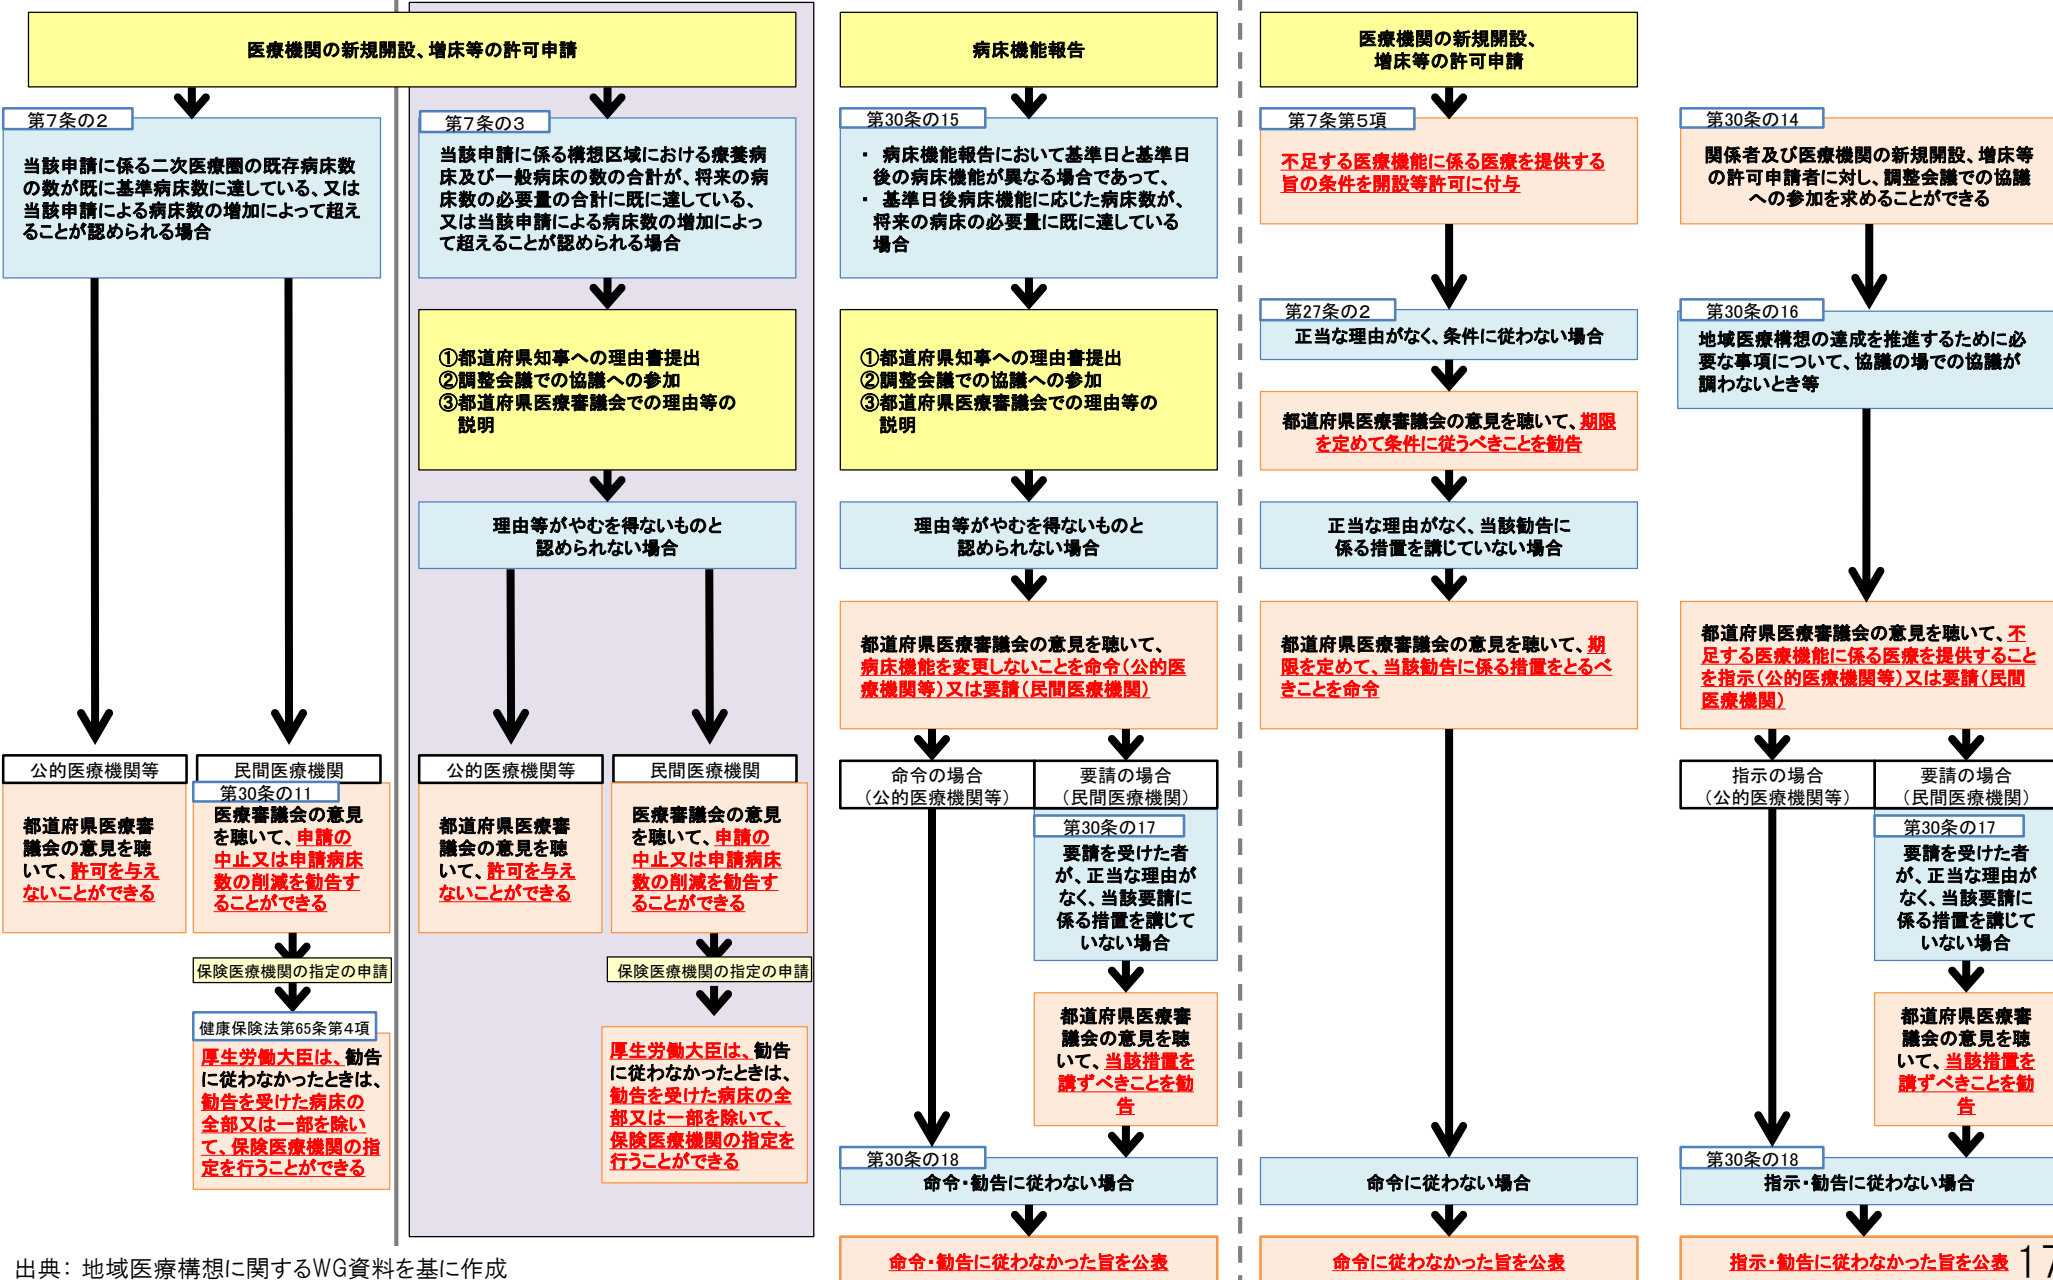 医療機関の新規開設、増床等の許可申請
第7条の2
当該申請に係る二次医療圏の既存病床数
の数が既に基準病床数に達している、又は
当該申請による病床数の増加によって超え
ることが認められる場合
公的医療機関等
都道府県医療審
議会の意見を聴
いて、許可を与え
ないことができる
民間医療機関
第30条の11
医療審議会の意見
を聴いて、申請の
中止又は申請病床
数の削減を勧告す
ることができる
保険医療機関の指定の申請
健康保険法第65条第4項
厚生労働大臣は、勧告
に従わなかったときは、
勧告を受けた病床の
全部又は一部を除い
て、保険医療機関の指
定を行うことができる
第7条の3
当該申請に係る構想区域における療養病
床及び一般病床の数の合計が、将来の病
床数の必要量の合計に既に達している、
又は当該申請による病床数の増加によっ
て超えることが認められる場合
①都道府県知事への理由書提出
②調整会議での協議への参加
③都道府県医療審議会での理由等の
説明
理由等がやむを得ないものと
認められない場合
公的医療機関等
都道府県医療審
議会の意見を聴
いて、許可を与え
ないことができる
民間医療機関
医療審議会の意見
を聴いて、申請の
中止又は申請病床
数の削減を勧告す
ることができる
保険医療機関の指定の申請
厚生労働大臣は、勧告
に従わなかったときは、
勧告を受けた病床の全
部又は一部を除いて、
保険医療機関の指定を
行うことができる
病床機能報告
第30条の15
・ 病床機能報告において基準日と基準日
後の病床機能が異なる場合であって、
・ 基準日後病床機能に応じた病床数が、
将来の病床の必要量に既に達している
場合
①都道府県知事への理由書提出
②調整会議での協議への参加
③都道府県医療審議会での理由等の
説明
理由等がやむを得ないものと
認められない場合
都道府県医療審議会の意見を聴いて、
病床機能を変更しないことを命令(公的医
療機関等)又は要請(民間医療機関)
命令の場合
(公的医療機関等)
要請の場合
(民間医療機関)
第30条の17
要請を受けた者
が、正当な理由が
なく、当該要請に
係る措置を講じて
いない場合
都道府県医療審
議会の意見を聴
いて、当該措置を
講ずべきことを勧
告
第30条の18
命令・勧告に従わない場合
命令・勧告に従わなかった旨を公表
医療機関の新規開設、
増床等の許可申請
第7条第5項
不足する医療機能に係る医療を提供する
旨の条件を開設等許可に付与
第27条の2
正当な理由がなく、条件に従わない場合
都道府県医療審議会の意見を聴いて、期限
を定めて条件に従うべきことを勧告
正当な理由がなく、当該勧告に
係る措置を講じていない場合
都道府県医療審議会の意見を聴いて、期
限を定めて、当該勧告に係る措置をとるべ
きことを命令
命令に従わない場合
命令に従わなかった旨を公表
第30条の14
関係者及び医療機関の新規開設、増床等
の許可申請者に対し、調整会議での協議
への参加を求めることができる
第30条の16
地域医療構想の達成を推進するために必
要な事項について、協議の場での協議が
調わないとき等
都道府県医療審議会の意見を聴いて、不
足する医療機能に係る医療を提供すること
を指示(公的医療機関等)又は要請(民間
医療機関)
指示の場合
(公的医療機関等)
要請の場合
(民間医療機関)
第30条の17
要請を受けた者
が、正当な理由が
なく、当該要請に
係る措置を講じて
いない場合
都道府県医療審
議会の意見を聴
いて、当該措置を
講ずべきことを勧
告
第30条の18
指示・勧告に従わない場合
指示・勧告に従わなかった旨を公表
出典: 地域医療構想に関するWG資料を基に作成
17